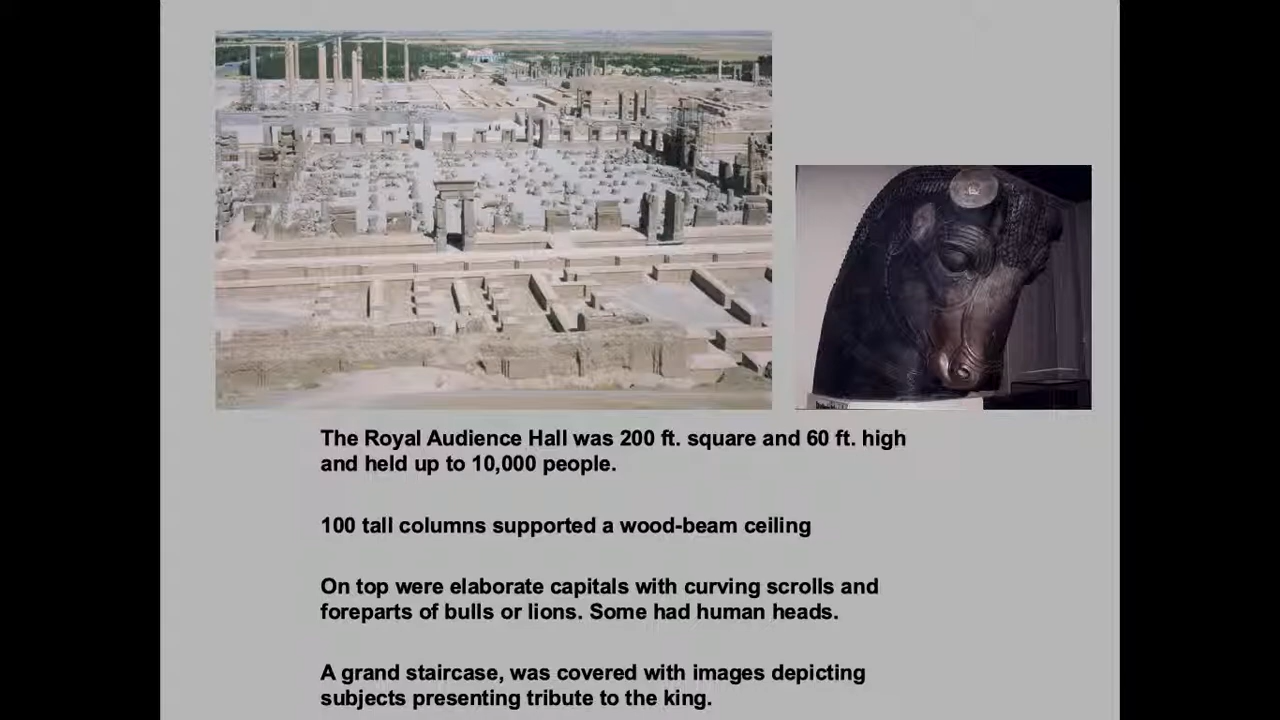 The Royal Audience Hall was 200 ft. square and 60 ft. high
and held up to 10,000 people.
100 tall columns supported a wood-beam ceiling
On top were elaborate capitals with curving scrolls and
foreparts of bulls or lions. Some had human heads.
A grand staircase, was covered with images depicting
subjects presenting tribute to the king.